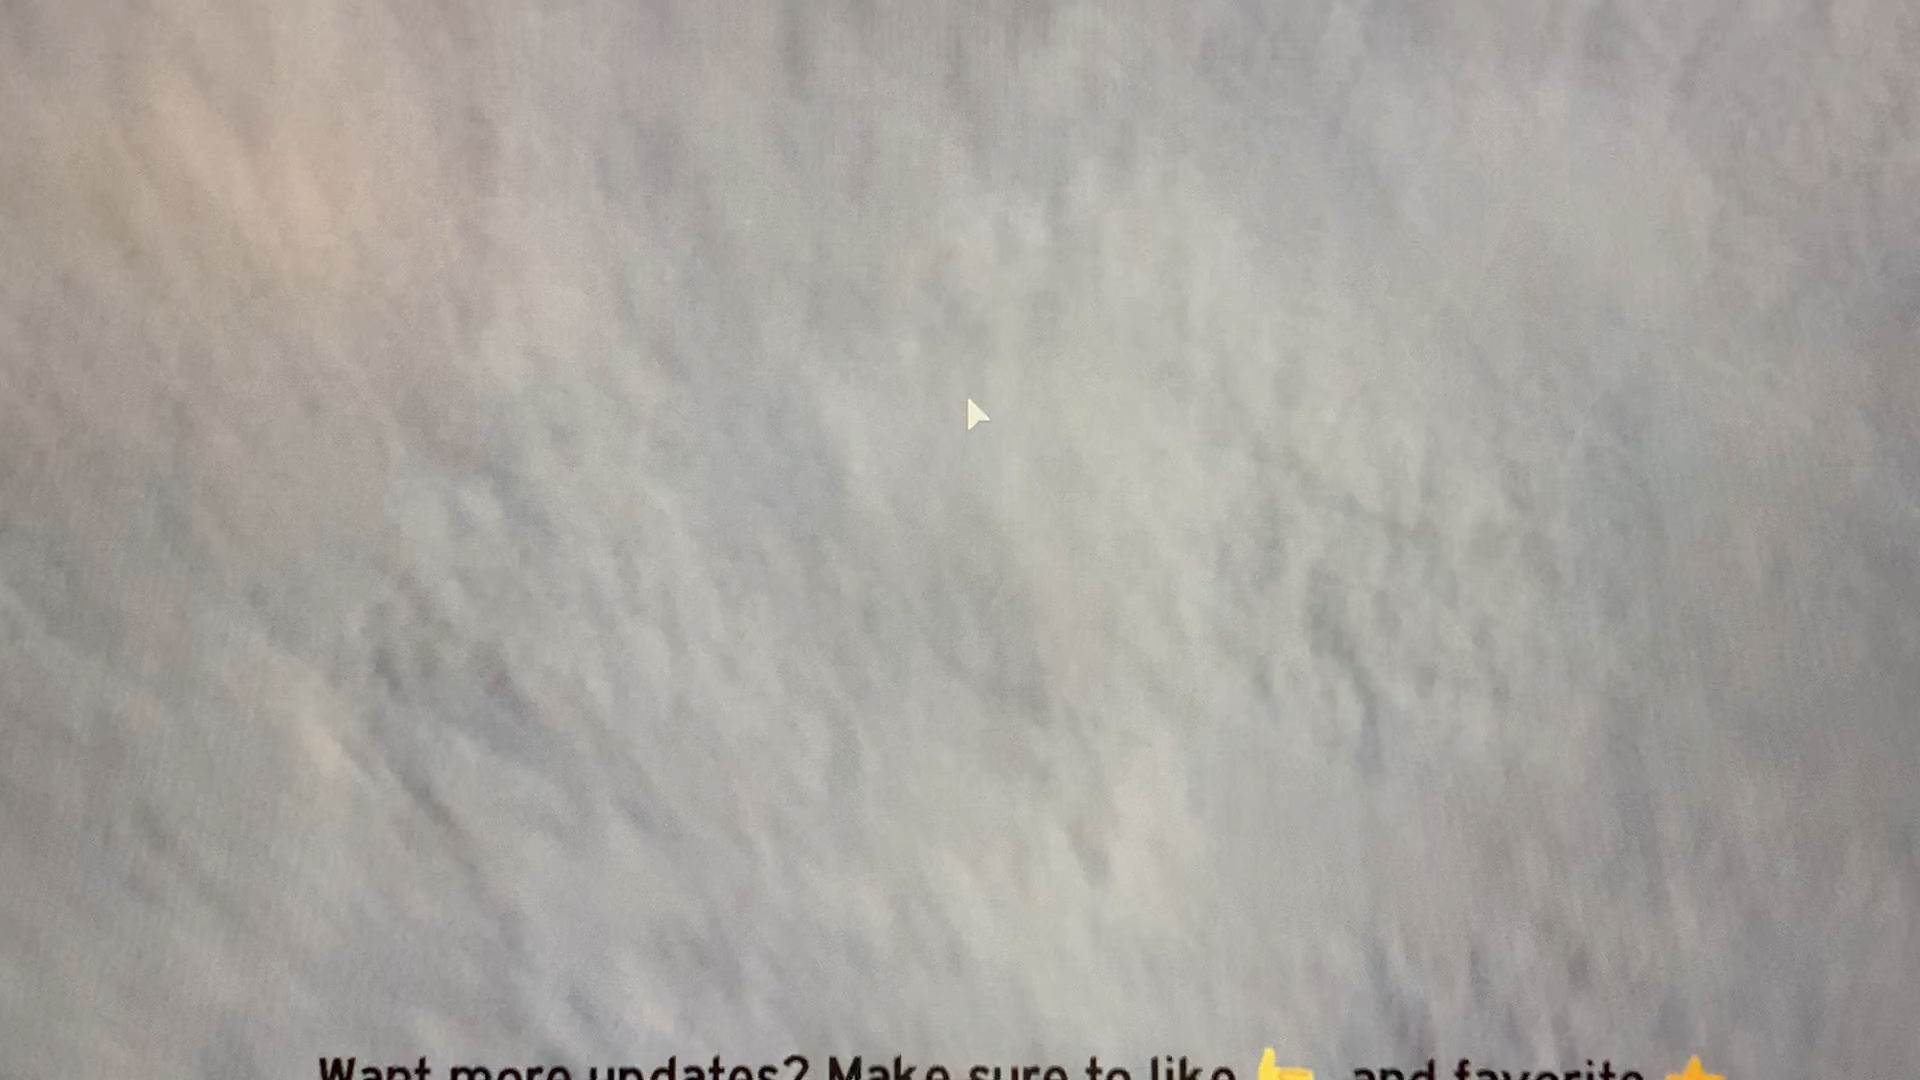 Want more updates? Make sure to like 👍 and favorite ⭐